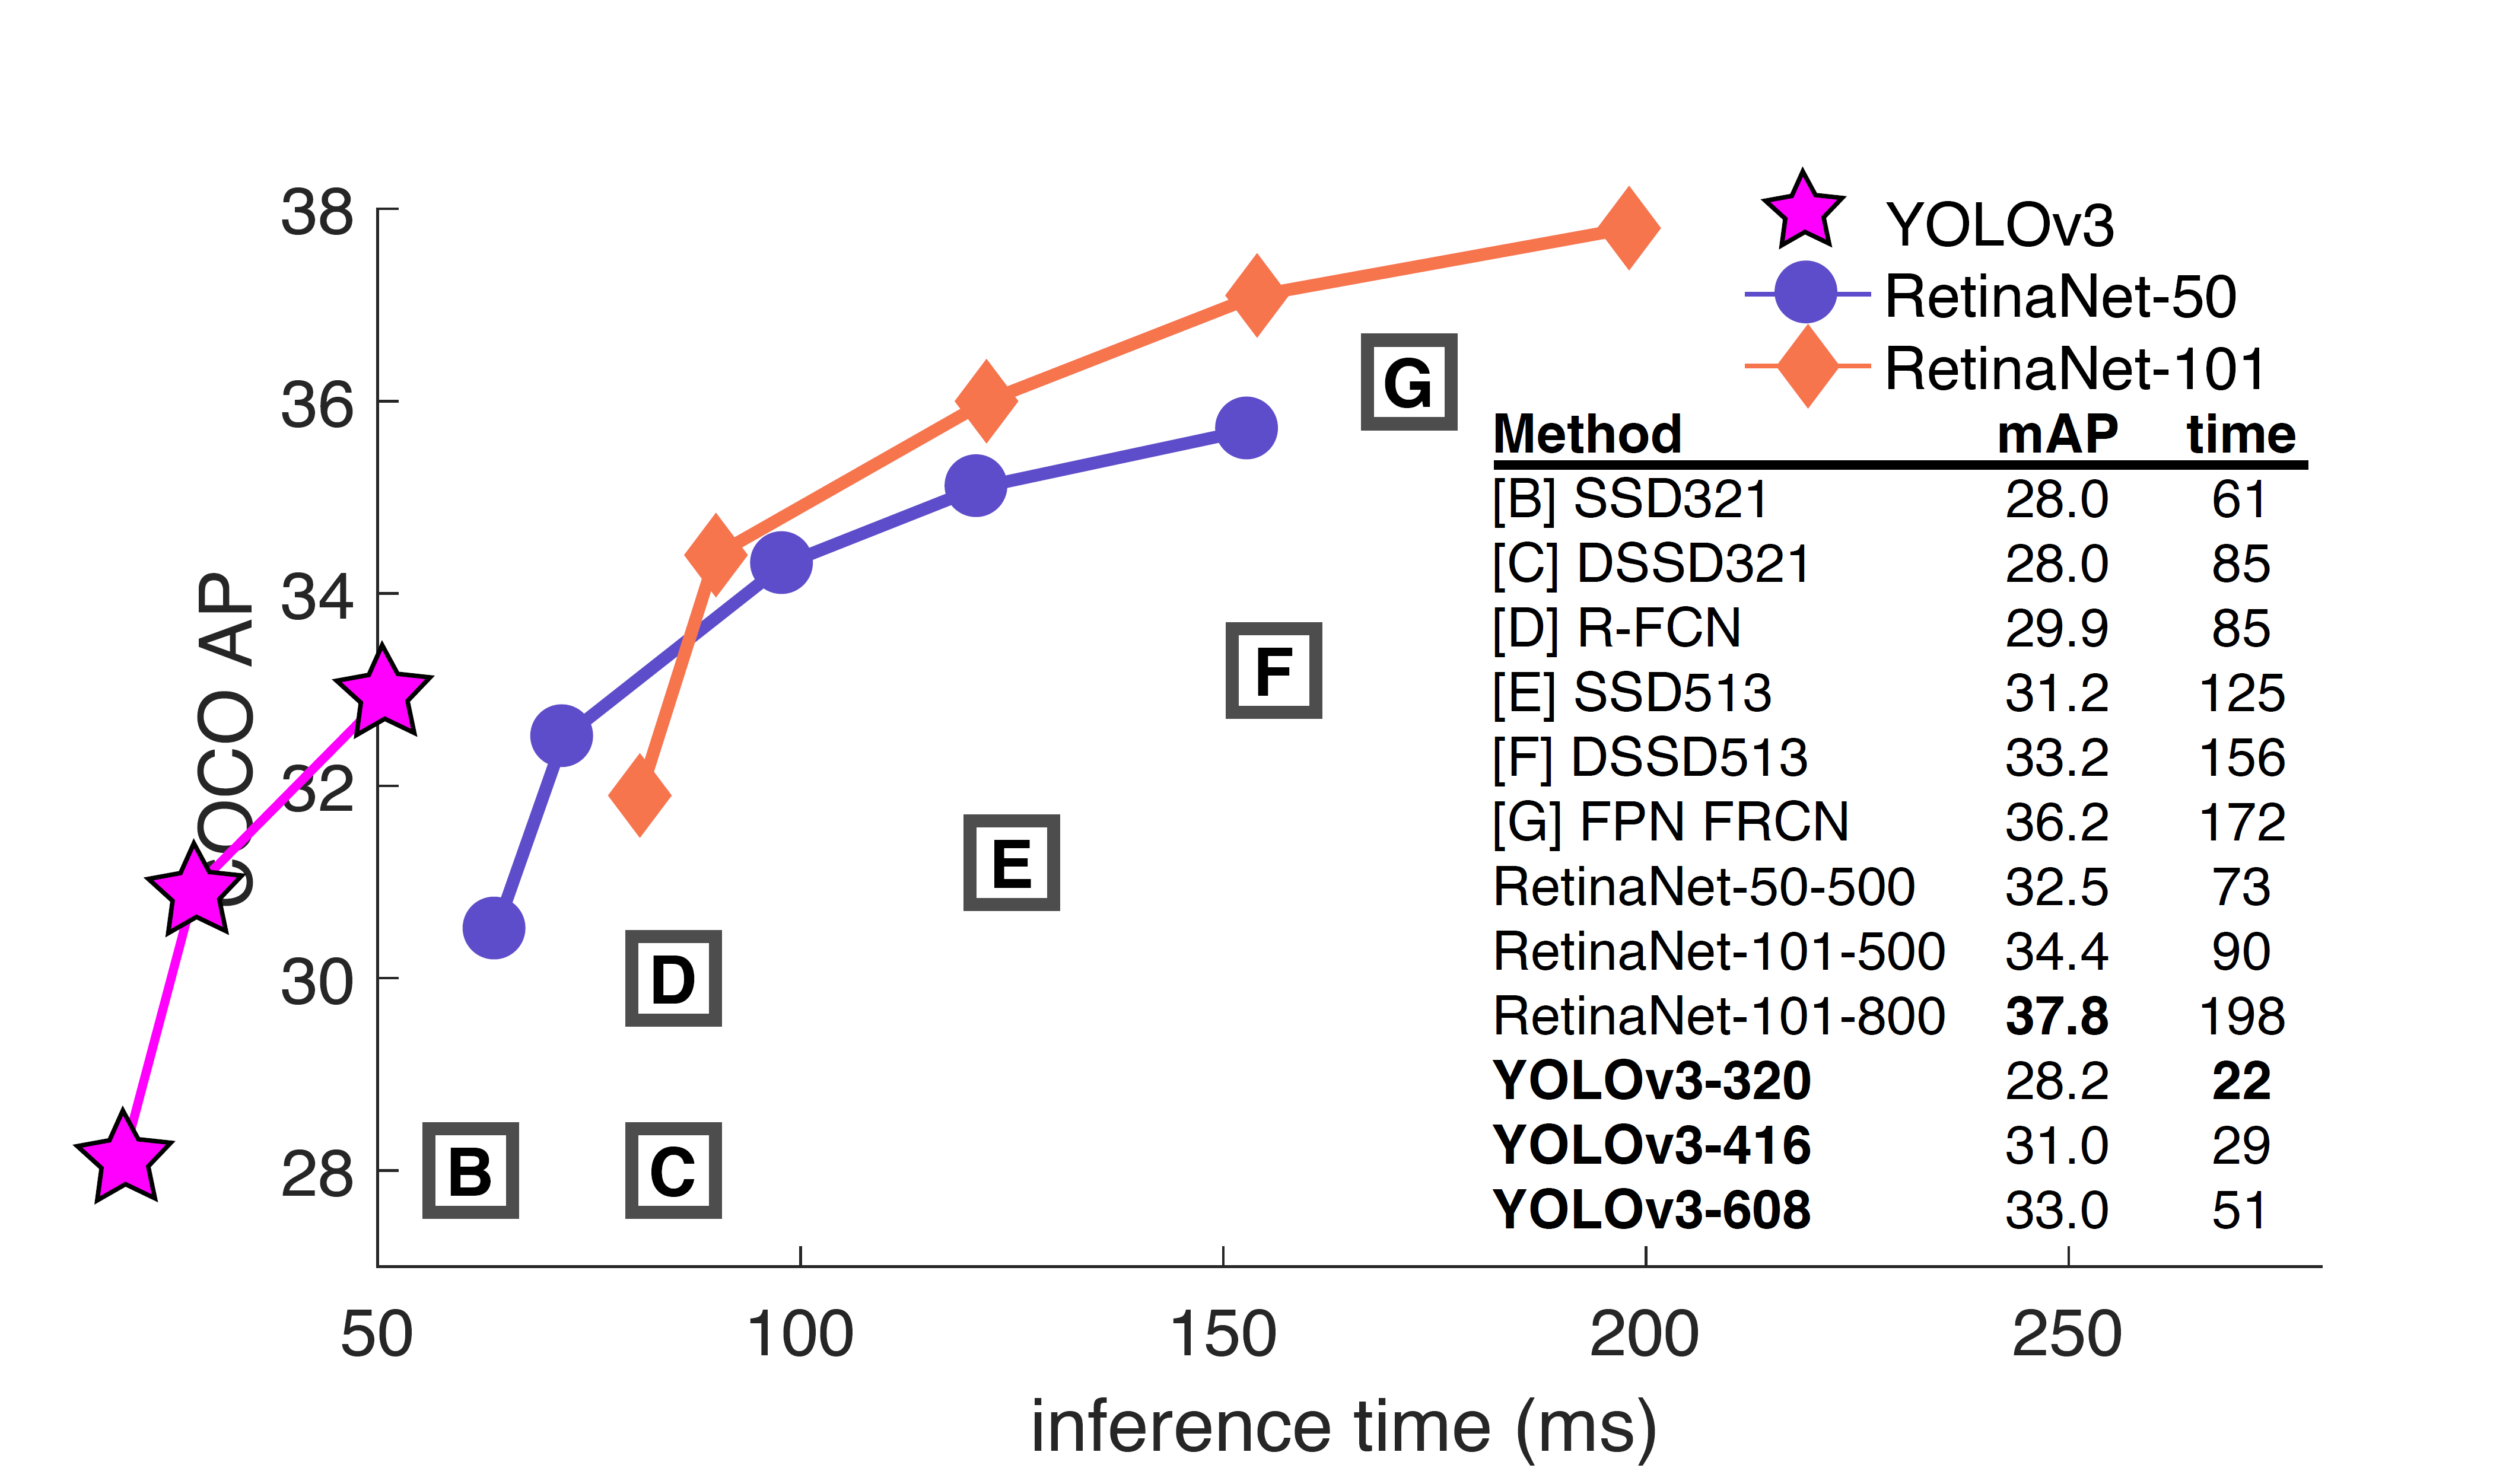 38
36
34
32
30
28
COCO AP
50 100 150 200 250
inference time (ms)
B
C
D
E
F
G
YOLOv3
RetinaNet-50
RetinaNet-101
Method mAP time
[B] SSD321 28.0 61
[C] DSSD321 28.0 85
[D] R-FCN 29.9 85
[E] SSD513 31.2 125
[F] DSSD513 33.2 156
[G] FPN FRCN 36.2 172
RetinaNet-50-500 32.5 73
RetinaNet-101-500 34.4 90
RetinaNet-101-800 37.8 198
YOLOv3-320 28.2 22
YOLOv3-416 31.0 29
YOLOv3-608 33.0 51